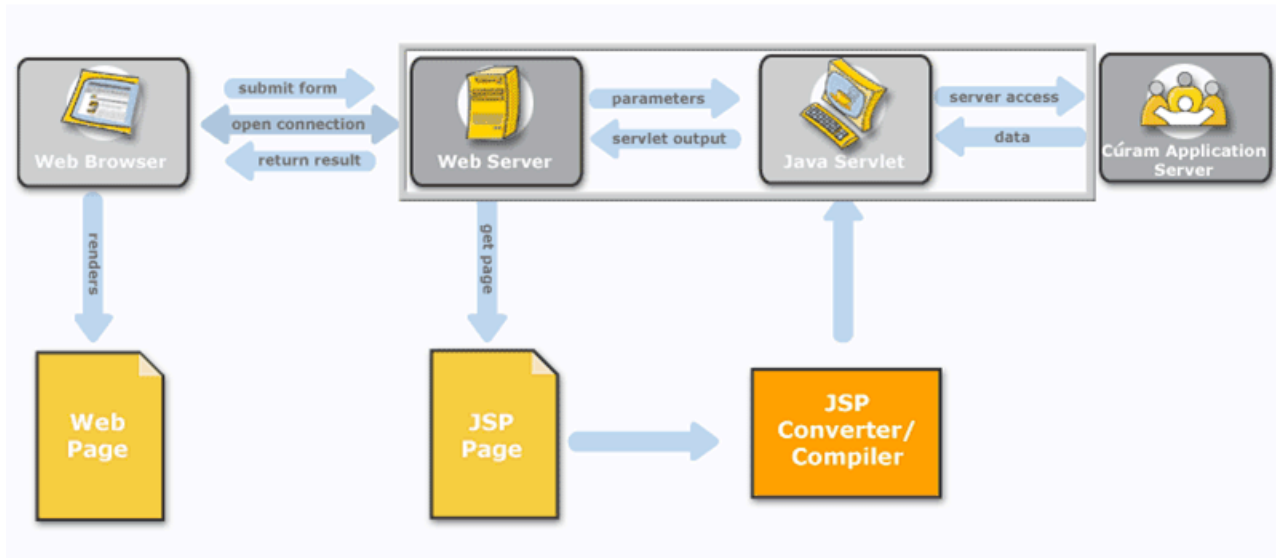 submit form
open connection
return result
Web Browser
Web Server
parameters
servlet output
Java Servlet
server access
data
Cúram Application
Server
renders
get page
Web
Page
JSP
Page
JSP
Converter/
Compiler